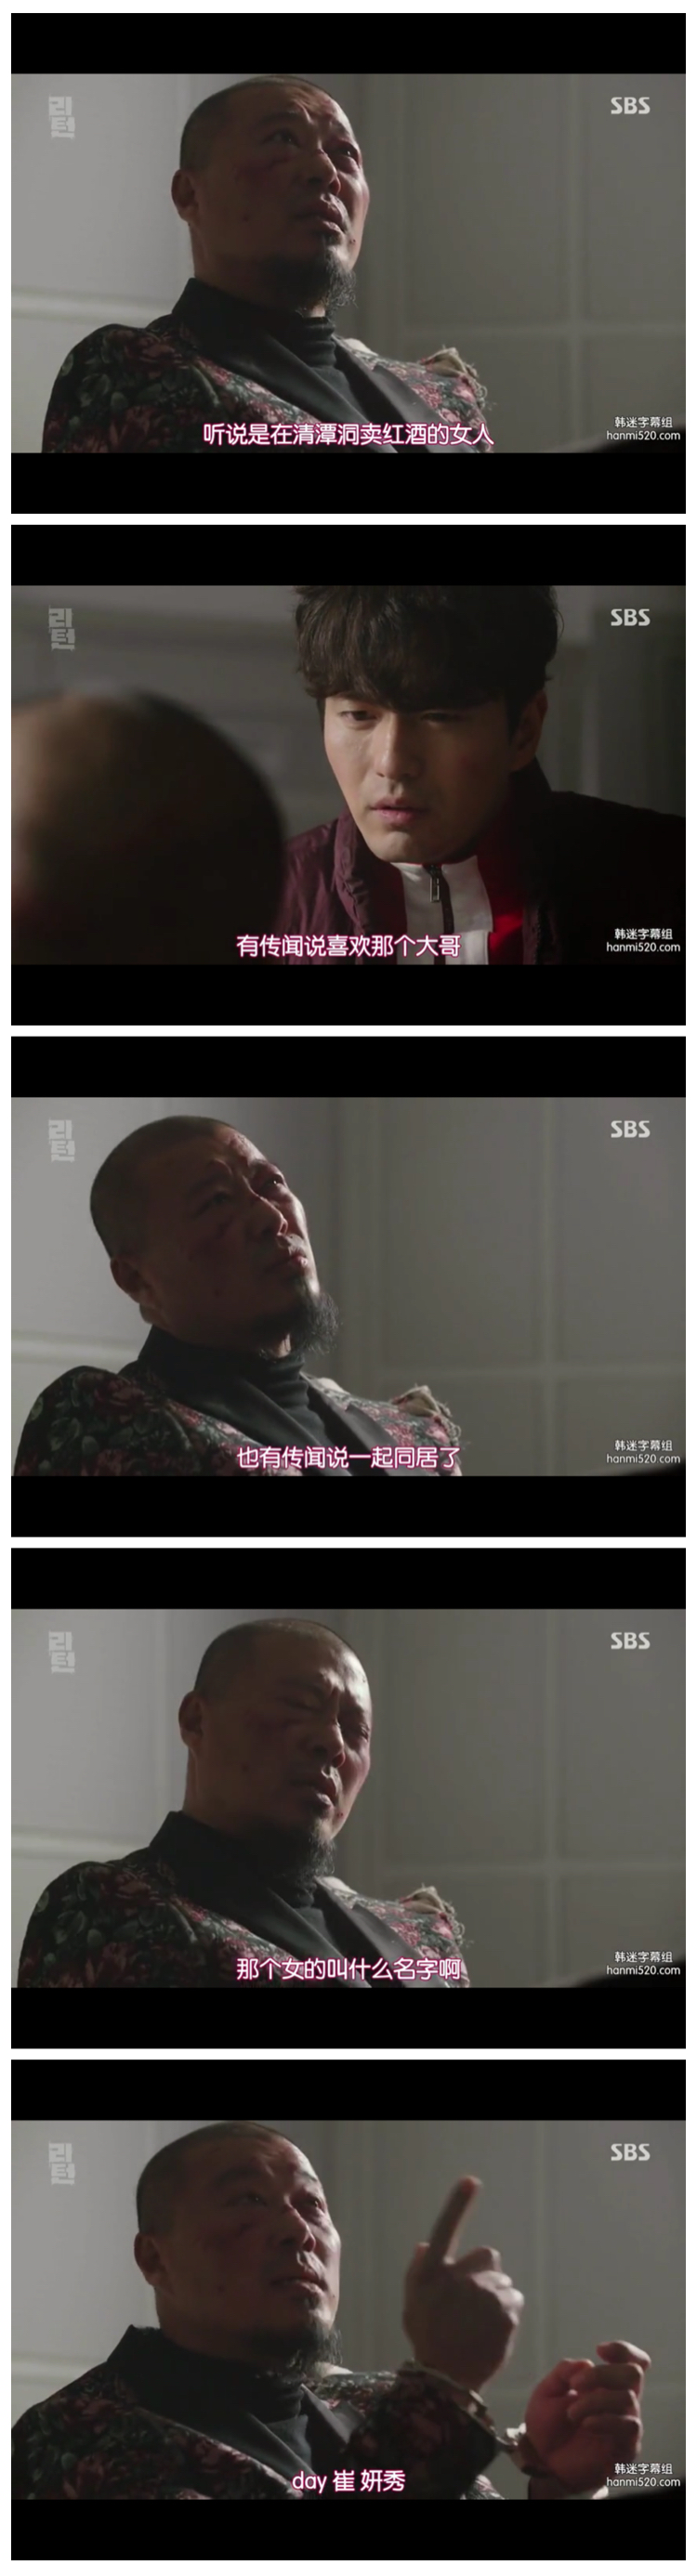 리턴
SBS
听说是在清潭洞卖红酒的女人
韩迷字幕组
hanmi520.com
리턴
SBS
有传闻说喜欢那个大哥
韩迷字幕组
hanmi520.com
리턴
SBS
也有传闻说一起同居了
韩迷字幕组
hanmi520.com
리턴
SBS
那个女的叫什么名字啊
韩迷字幕组
hanmi520.com
리턴
SBS
day 崔 妍秀
韩迷字幕组
hanmi520.com